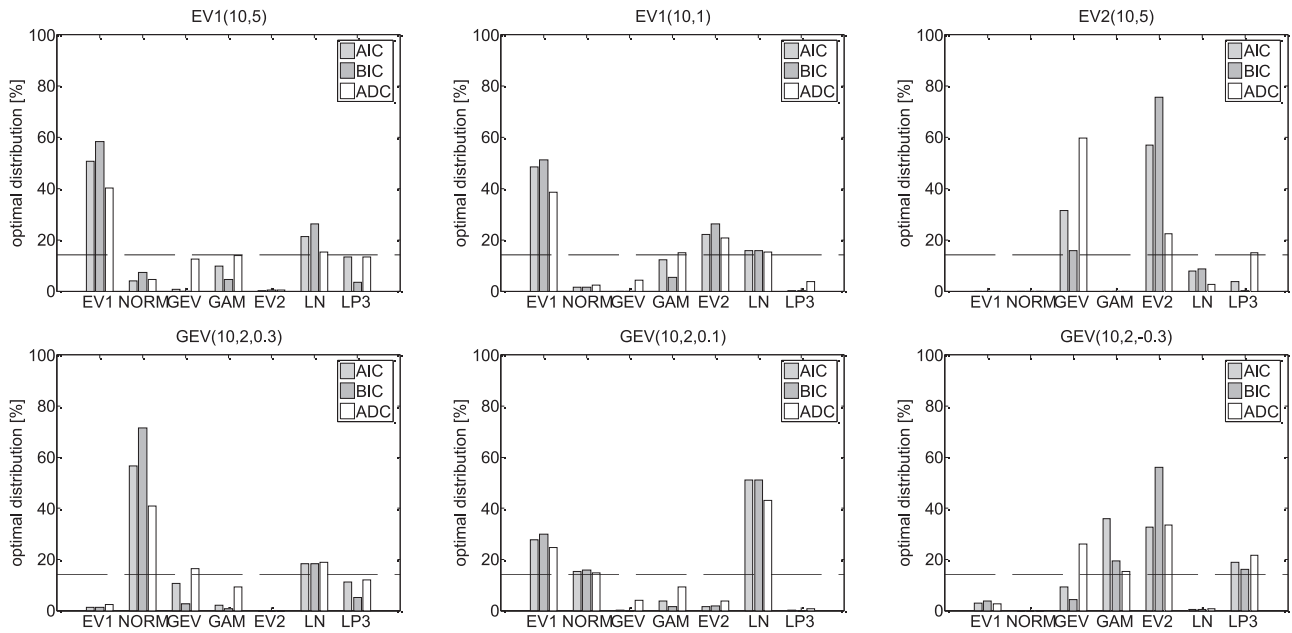 EV1(10,5)
100
80
60
40
20
0
optimal distribution [%]
AIC
BIC
ADC
EV1 NORM GEV GAM EV2 LN LP3
EV1(10,1)
100
80
60
40
20
0
optimal distribution [%]
AIC
BIC
ADC
EV1 NORM GEV GAM EV2 LN LP3
EV2(10,5)
100
80
60
40
20
0
optimal distribution [%]
AIC
BIC
ADC
EV1 NORM GEV GAM EV2 LN LP3
GEV(10,2,0.3)
100
80
60
40
20
0
optimal distribution [%]
AIC
BIC
ADC
EV1 NORM GEV GAM EV2 LN LP3
GEV(10,2,0.1)
100
80
60
40
20
0
optimal distribution [%]
AIC
BIC
ADC
EV1 NORM GEV GAM EV2 LN LP3
GEV(10,2,-0.3)
100
80
60
40
20
0
optimal distribution [%]
AIC
BIC
ADC
EV1 NORM GEV GAM EV2 LN LP3